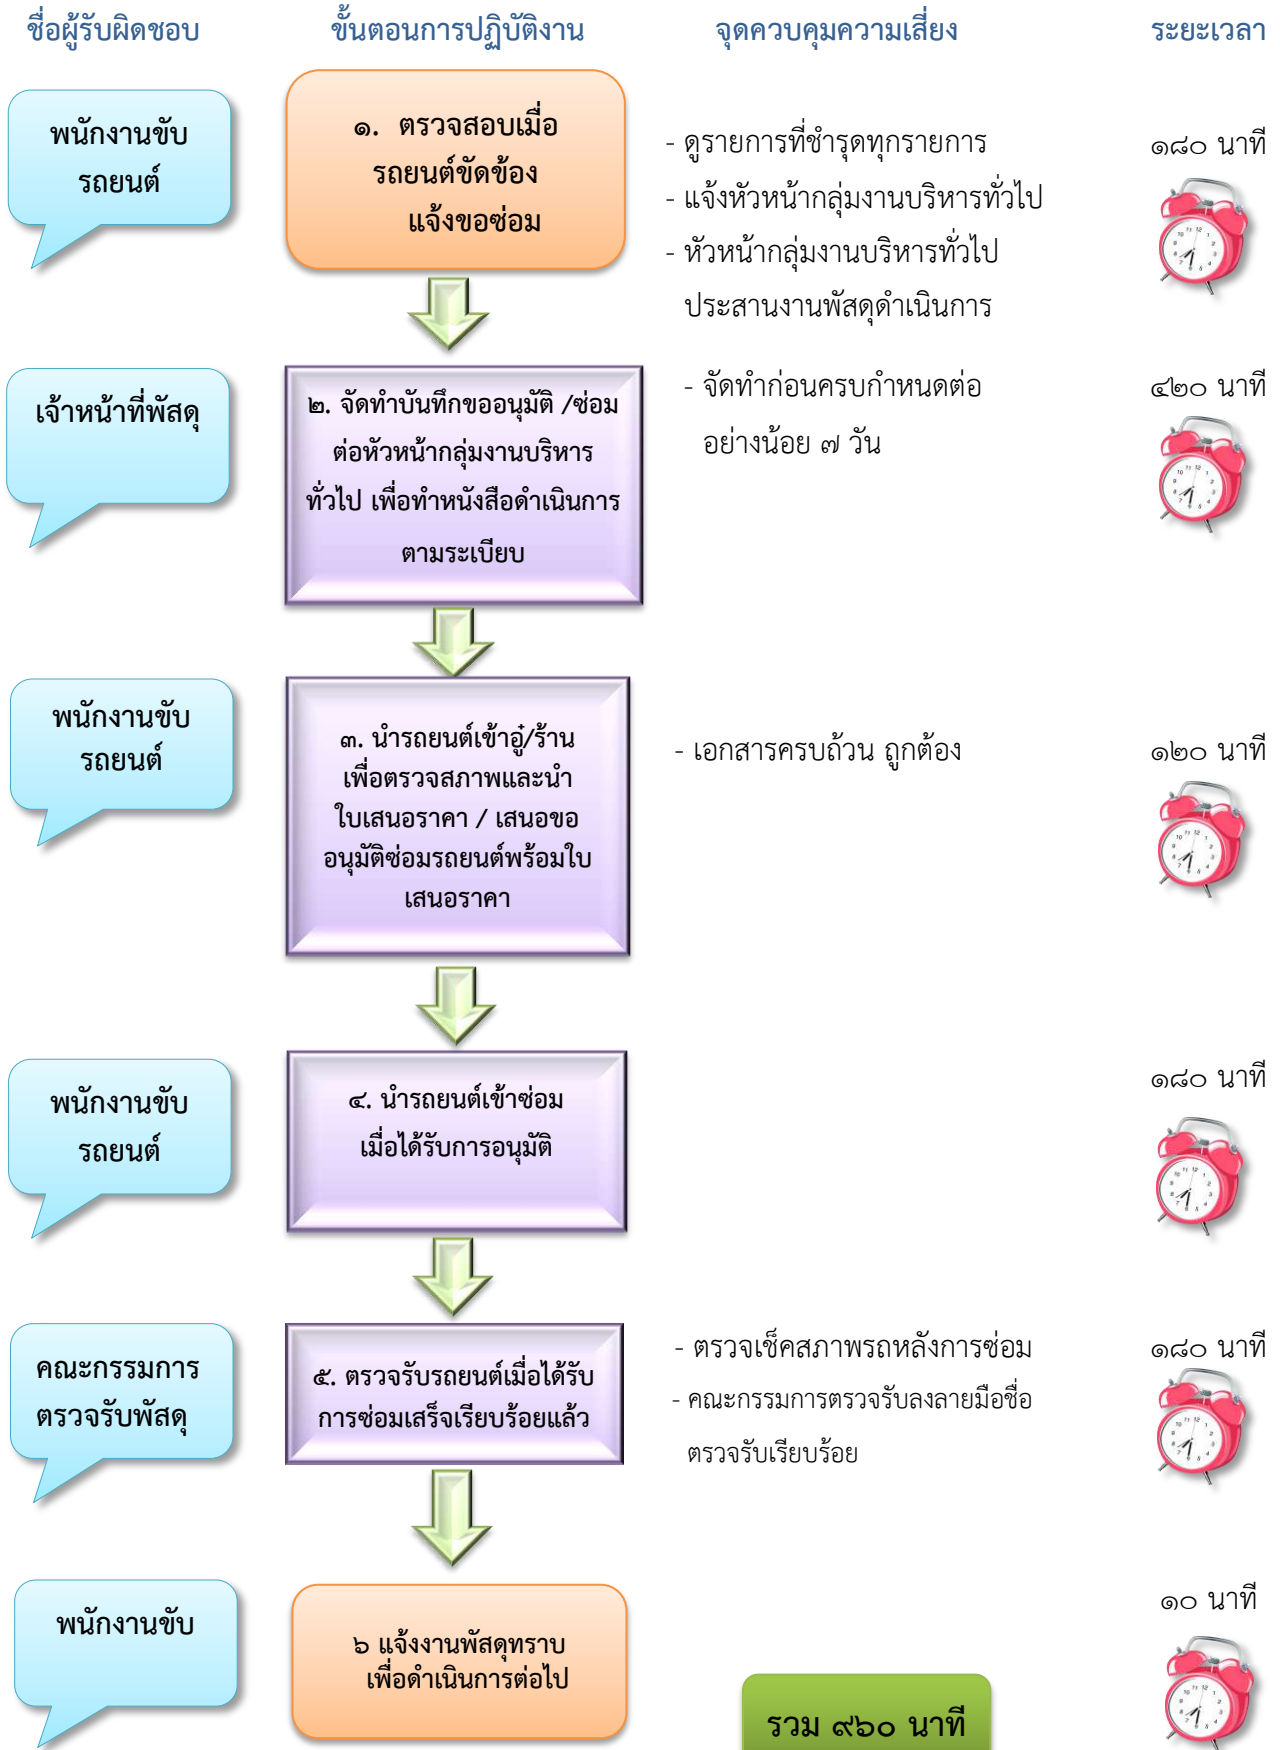 ชื่อผู้รับผิดชอบ ขั้นตอนการปฏิบัติงาน จุดควบคุมความเสี่ยง ระยะเวลา
พนักงานขับ
รถยนต์
๑. ตรวจสอบเมื่อ
รถยนต์ขัดข้อง
แจ้งขอซ่อม
- ดูรายการที่ชำรุดทุกรายการ
- แจ้งหัวหน้ากลุ่มงานบริหารทั่วไป
- หัวหน้ากลุ่มงานบริหารทั่วไป
ประสานงานพัสดุดำเนินการ
๑๘๐ นาที
เจ้าหน้าที่พัสดุ
๒. จัดทำบันทึกขออนุมัติ /ซ่อม
ต่อหัวหน้ากลุ่มงานบริหาร
ทั่วไป เพื่อทำหนังสือดำเนินการ
ตามระเบียบ
- จัดทำก่อนครบกำหนดต่อ
อย่างน้อย ๗ วัน
๔๒๐ นาที
พนักงานขับ
รถยนต์
๓. นำรถยนต์เข้าอู๋/ร้าน
เพื่อตรวจสภาพและนำ
ใบเสนอราคา / เสนอขอ
อนุมัติซ่อมรถยนต์พร้อมใบ
เสนอราคา
- เอกสารครบถ้วน ถูกต้อง
๑๒๐ นาที
พนักงานขับ
รถยนต์
๔. นำรถยนต์เข้าซ่อม
เมื่อได้รับการอนุมัติ
๑๘๐ นาที
คณะกรรมการ
ตรวจรับพัสดุ
๕. ตรวจรับรถยนต์เมื่อได้รับ
การซ่อมเสร็จเรียบร้อยแล้ว
- ตรวจเช็คสภาพรถหลังการซ่อม
- คณะกรรมการตรวจรับลงลายมือชื่อ
ตรวจรับเรียบร้อย
๑๘๐ นาที
พนักงานขับ
๖ แจ้งงานพัสดุทราบ
เพื่อดำเนินการต่อไป
๑๐ นาที
รวม ๙๖๐ นาที